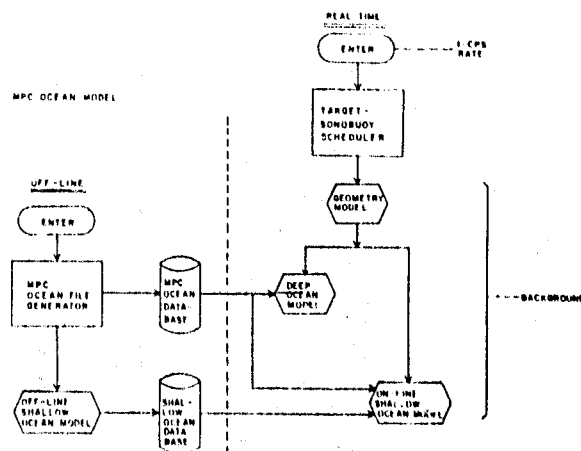 REAL TIME
ENTER
1-CPS
RATE
MPC OCEAN MODEL
TARGET-
SONOBUOY
SCHEDULER
OFF-LINE
ENTER
GEOMETRY
MODEL
MPC
OCEAN FILE
GENERATOR
MPC
OCEAN
DATA-
BASE
DEEP
OCEAN
MODEL
BACKGROUND
OFF-LINE
SHALLOW
OCEAN MODEL
SHAL-
LOW
OCEAN
DATA
BASE
ON-LINE
SHALLOW
OCEAN MODEL